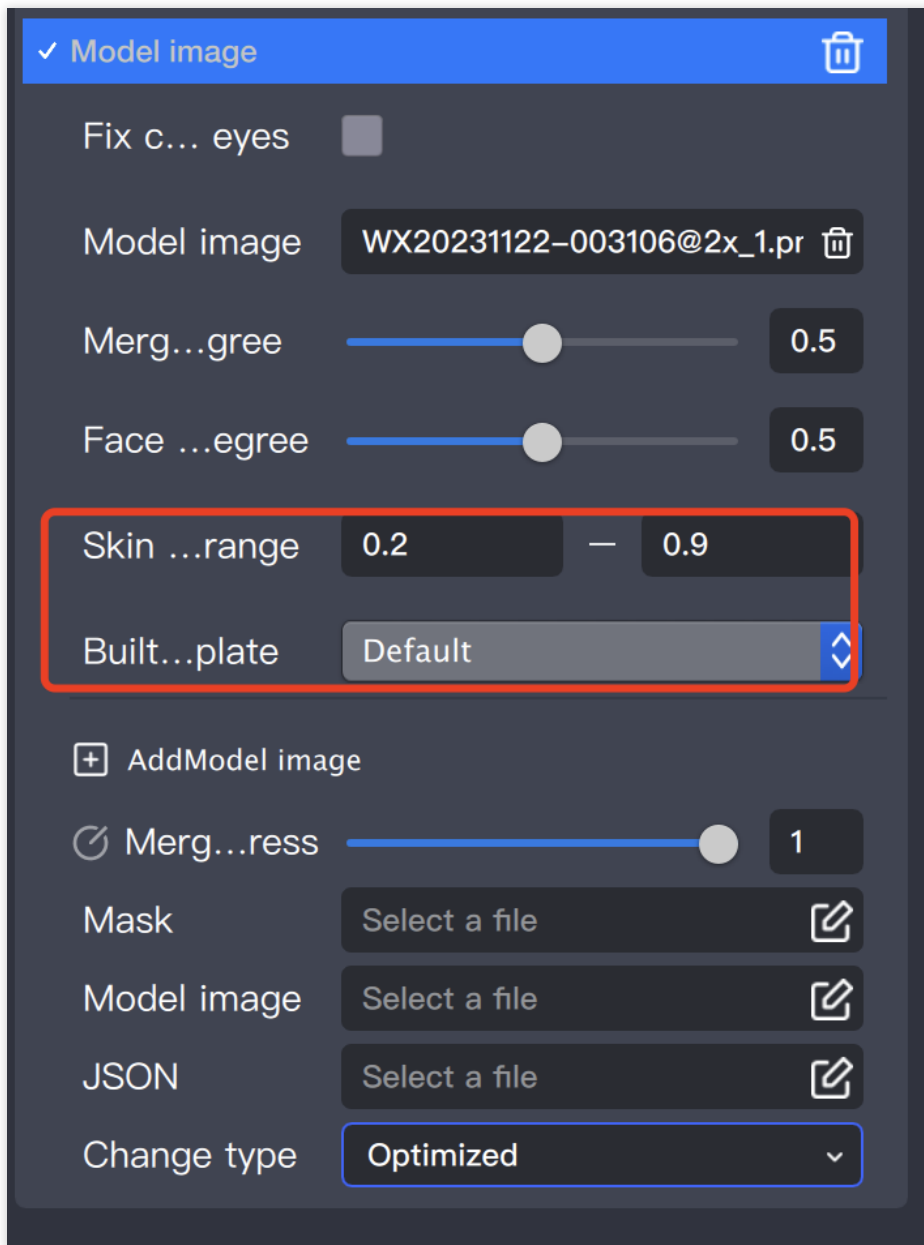 Model image
Fix c... eyes
Model image WX20231122-003106@2x_1.pr
Merg...gree 0.5
Face ...egree 0.5
Skin ...range 0.2 — 0.9
Built...plate Default
AddModel image
Merg...ress 1
Mask Select a file
Model image Select a file
JSON Select a file
Change type Optimized